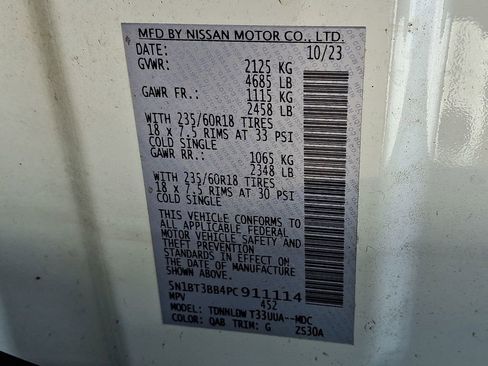 MFD BY NISSAN MOTOR CO., LTD.
DATE: 10/23
GVWR: 2125 KG
4685 LB
GAWR FR.: 1115 KG
2458 LB
WITH 235/60R18 TIRES
18 x 7.5 RIMS AT 33 PSI
COLD SINGLE
GAWR RR.: 1065 KG
2348 LB
WITH 235/60R18 TIRES
18 x 7.5 RIMS AT 30 PSI
COLD SINGLE
THIS VEHICLE CONFORMS TO
ALL APPLICABLE FEDERAL
MOTOR VEHICLE SAFETY AND
THEFT PREVENTION
STANDARDS IN EFFECT ON
THE DATE OF MANUFACTURE
SHOWN ABOVE.
5N1BT3BB4PC911114
MPV 452
MODEL: TDNNLDW T33UUA--MDC
COLOR: QAB TRIM: G ZS30A